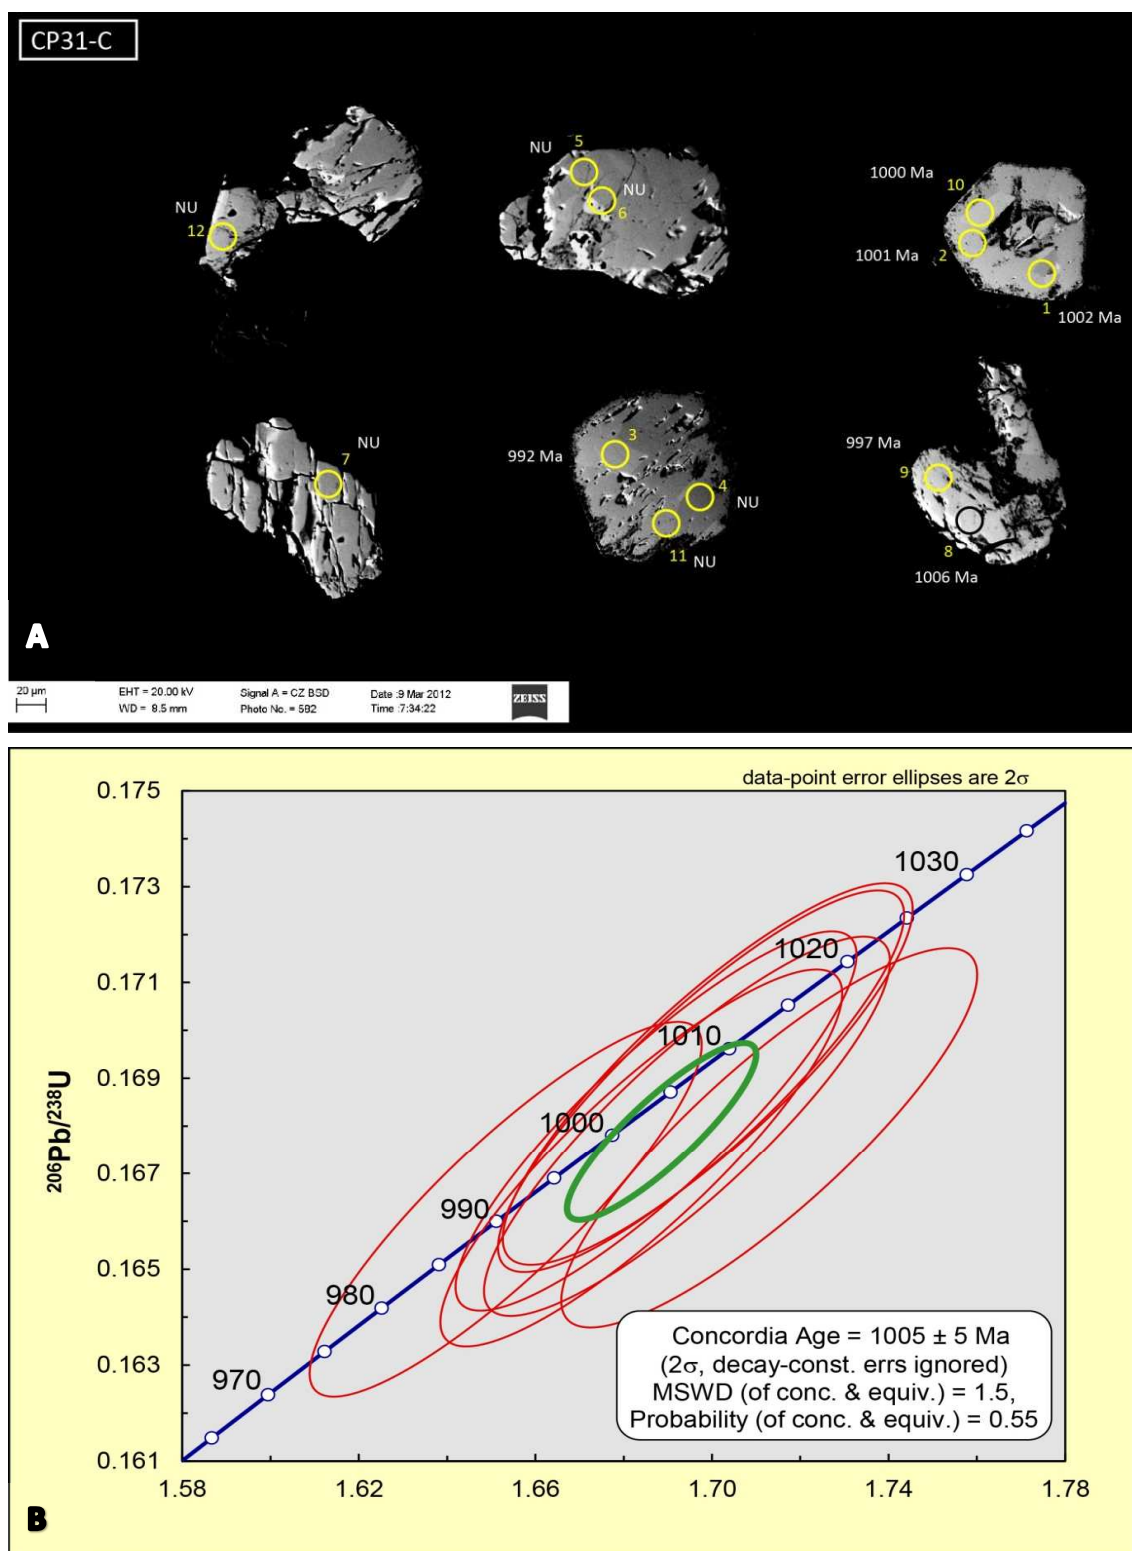 CP31-C
NU
12
NU
5
NU
6
1000 Ma
10
1001 Ma
2
1
1002 Ma
NU
7
992 Ma
3
4
NU
11
NU
997 Ma
9
8
1006 Ma
A
20 µm
EHT = 20.00 kV
Signal A = CZ BSD
Date :9 Mar 2012
WD = 8.5 mm
Photo No. = 592
Time :7:34:22
ZEISS
data-point error ellipses are 2σ
0.175
0.173
0.171
0.169
0.167
0.165
0.163
0.161
206Pb/238U
1030
1020
1010
1000
990
980
970
Concordia Age = 1005 ± 5 Ma
(2σ, decay-const. errs ignored)
MSWD (of conc. & equiv.) = 1.5,
Probability (of conc. & equiv.) = 0.55
1.58
1.62
1.66
1.70
1.74
1.78
B